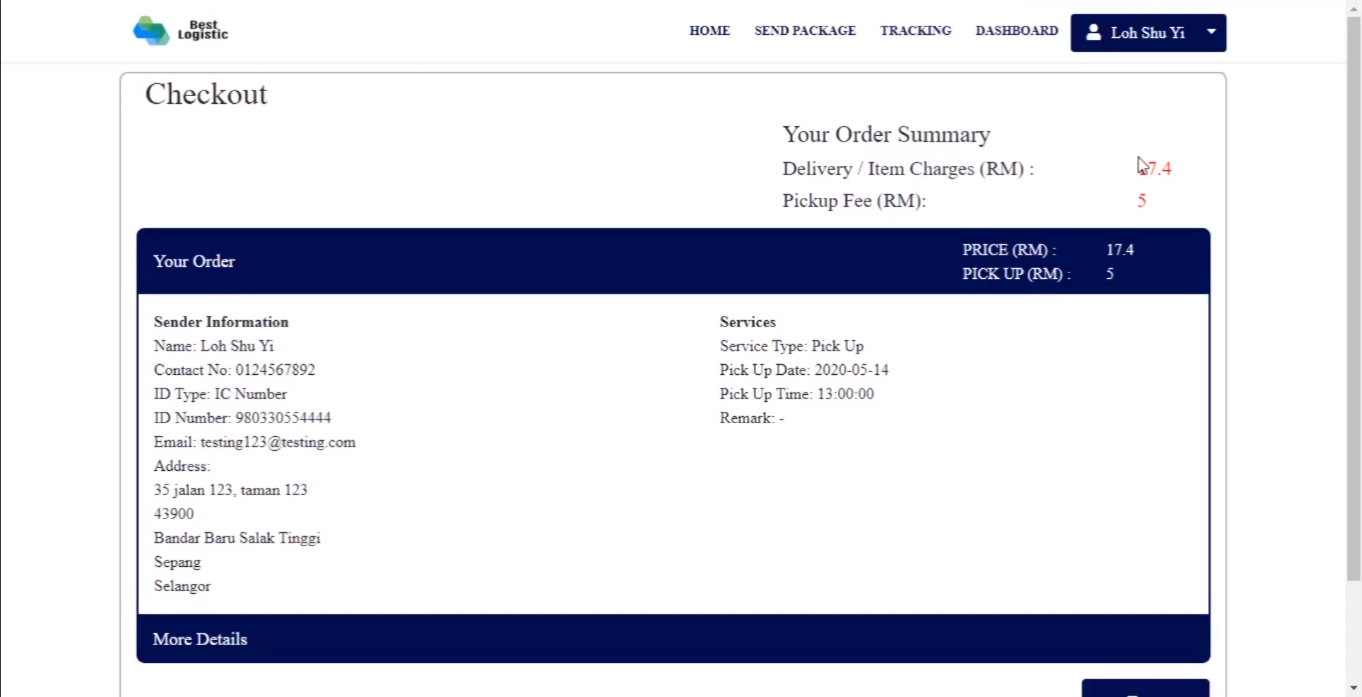 Best
Logistic
HOME SEND PACKAGE TRACKING DASHBOARD Loh Shu Yi
Checkout
Your Order Summary
Delivery / Item Charges (RM) : 17.4
Pickup Fee (RM): 5
Your Order
PRICE (RM) : 17.4
PICK UP (RM) : 5
Sender Information
Name: Loh Shu Yi
Contact No: 0124567892
ID Type: IC Number
ID Number: 980330554444
Email: testing123@testing.com
Address:
35 jalan 123, taman 123
43900
Bandar Baru Salak Tinggi
Sepang
Selangor
Services
Service Type: Pick Up
Pick Up Date: 2020-05-14
Pick Up Time: 13:00:00
Remark: -
More Details